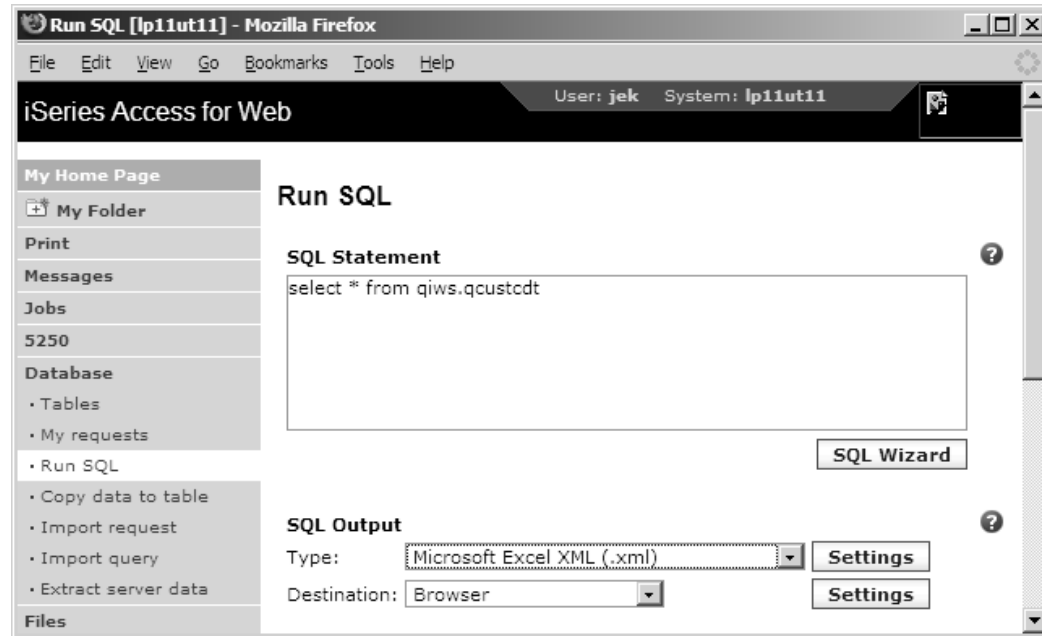 Run SQL [lp11ut11] - Mozilla Firefox
File Edit View Go Bookmarks Tools Help
iSeries Access for Web
User: jek System: lp11ut11
My Home Page
My Folder
Print
Messages
Jobs
5250
Database
· Tables
· My requests
· Run SQL
· Copy data to table
· Import request
· Import query
· Extract server data
Files
Run SQL
SQL Statement
?
select * from qiws.qcustcdt
SQL Wizard
SQL Output
?
Type: Microsoft Excel XML (.xml) Settings
Destination: Browser Settings